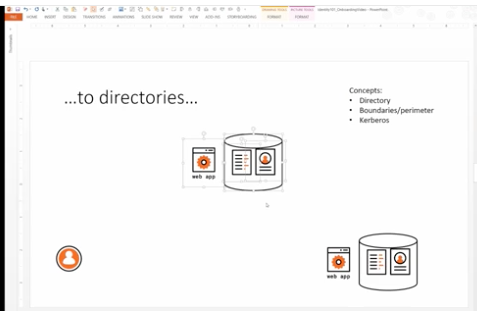 FILE HOME INSERT DESIGN TRANSITIONS ANIMATIONS SLIDE SHOW REVIEW VIEW ADD-INS STORYBOARDING FORMAT FORMAT
...to directories...
Concepts:
• Directory
• Boundaries/perimeter
• Kerberos
web app
web app